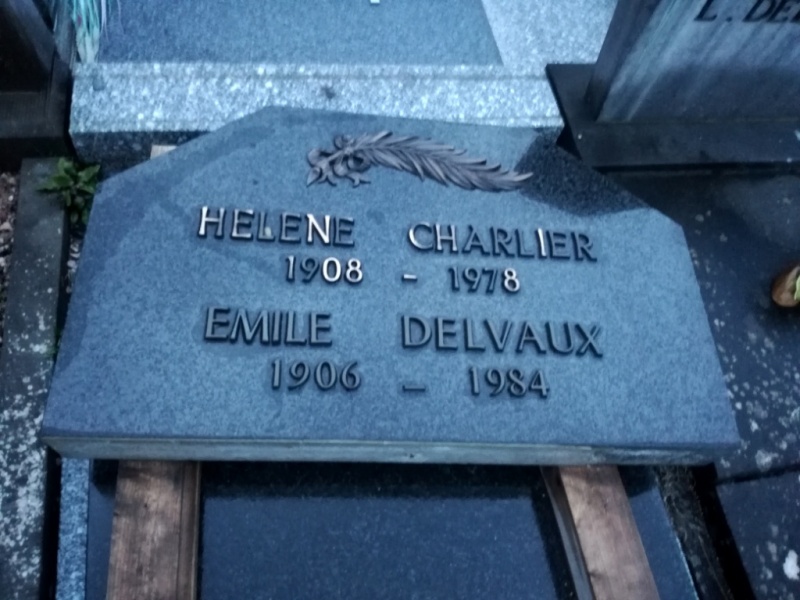 HELENE CHARLIER
1908 - 1978
EMILE DELVAUX
1906 - 1984